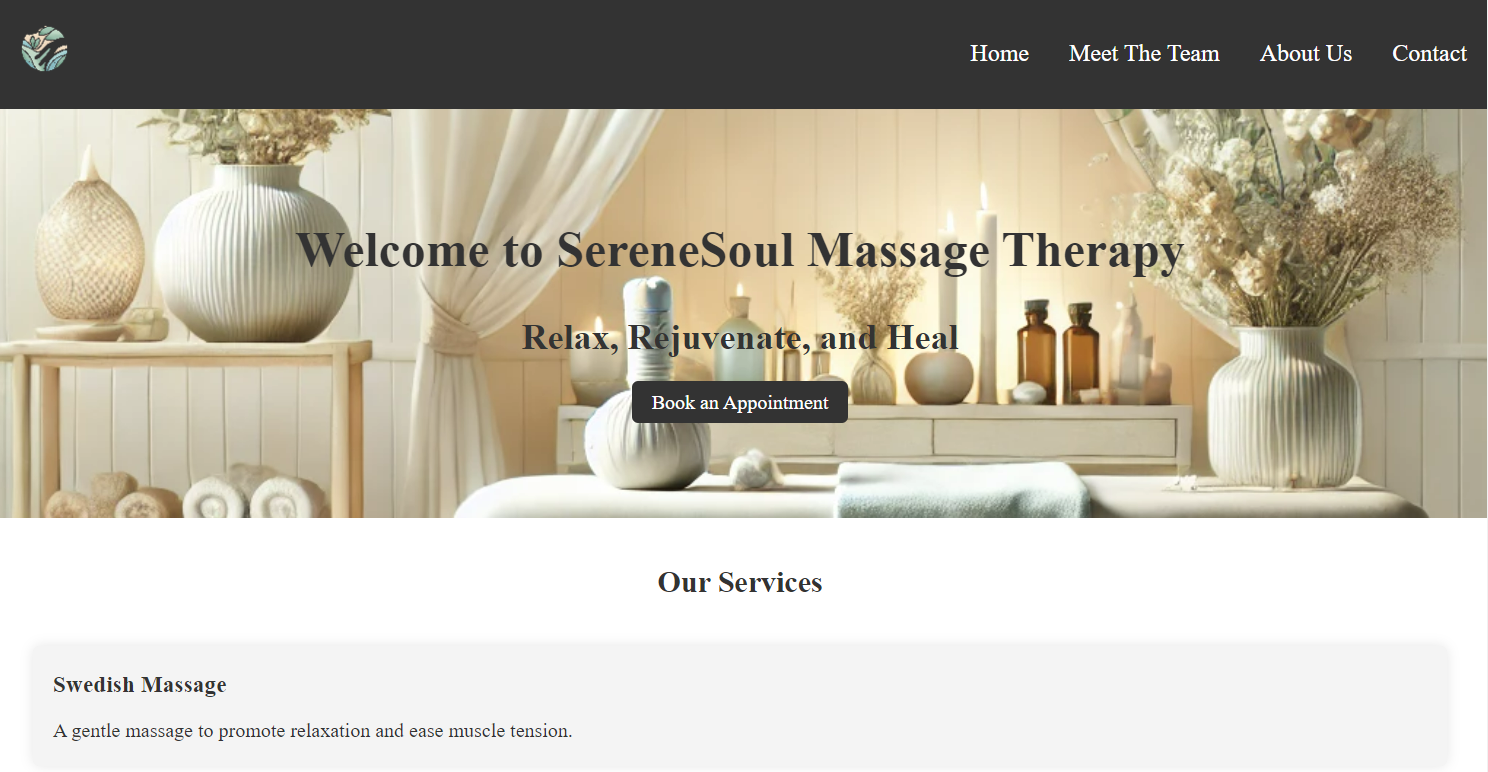 Home Meet The Team About Us Contact
Welcome to SereneSoul Massage Therapy
Relax, Rejuvenate, and Heal
Book an Appointment
Our Services
Swedish Massage
A gentle massage to promote relaxation and ease muscle tension.